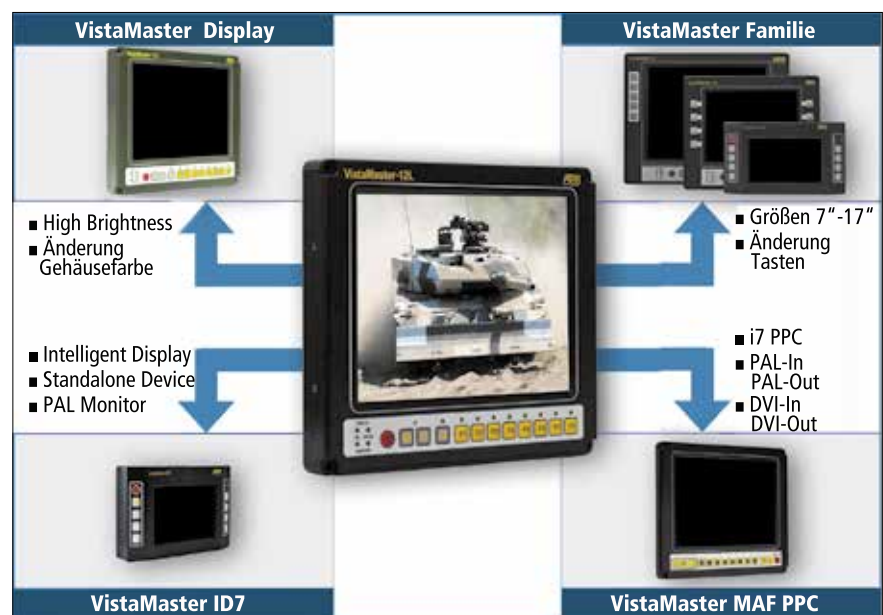 VistaMaster Display
VistaMaster Familie
VistaMaster-12L
■ High Brightness
■ Änderung
Gehäusefarbe
■ Größen 7“-17“
■ Änderung
Tasten
■ Intelligent Display
■ Standalone Device
■ PAL Monitor
■ i7 PPC
■ PAL-In
PAL-Out
■ DVI-In
DVI-Out
VistaMaster ID7
VistaMaster MAF PPC